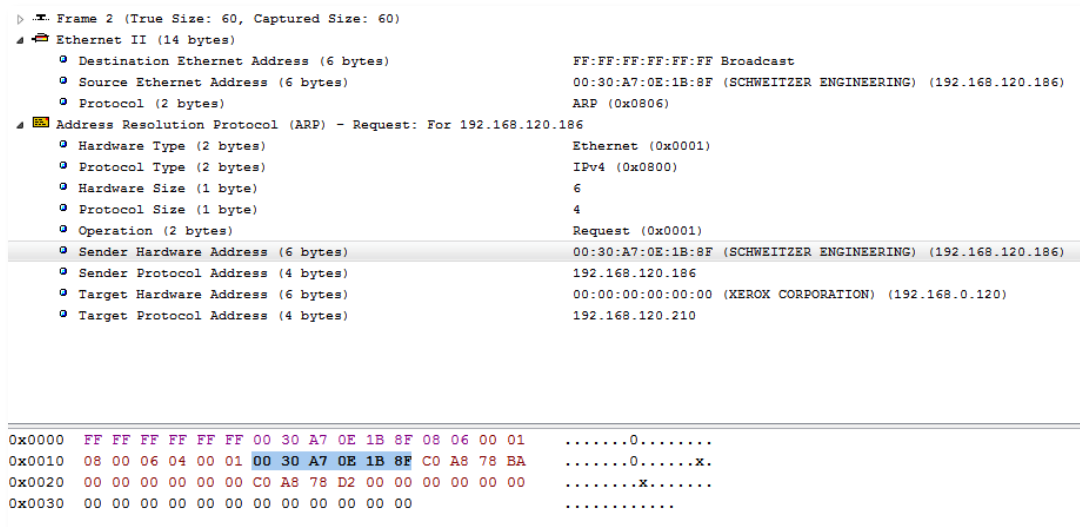 Frame 2 (True Size: 60, Captured Size: 60)
Ethernet II (14 bytes)
Destination Ethernet Address (6 bytes) FF:FF:FF:FF:FF:FF Broadcast
Source Ethernet Address (6 bytes) 00:30:A7:0E:1B:8F (SCHWEITZER ENGINEERING) (192.168.120.186)
Protocol (2 bytes) ARP (0x0806)
Address Resolution Protocol (ARP) - Request: For 192.168.120.186
Hardware Type (2 bytes) Ethernet (0x0001)
Protocol Type (2 bytes) IPv4 (0x0800)
Hardware Size (1 byte) 6
Protocol Size (1 byte) 4
Operation (2 bytes) Request (0x0001)
Sender Hardware Address (6 bytes) 00:30:A7:0E:1B:8F (SCHWEITZER ENGINEERING) (192.168.120.186)
Sender Protocol Address (4 bytes) 192.168.120.186
Target Hardware Address (6 bytes) 00:00:00:00:00:00 (XEROX CORPORATION) (192.168.0.120)
Target Protocol Address (4 bytes) 192.168.120.210
0x0000 FF FF FF FF FF FF 00 30 A7 0E 1B 8F 08 06 00 01 .......0........
0x0010 08 00 06 04 00 01 00 30 A7 0E 1B 8F C0 A8 78 BA .......0......x.
0x0020 00 00 00 00 00 00 C0 A8 78 D2 00 00 00 00 00 00 ........x.......
0x0030 00 00 00 00 00 00 00 00 00 00 00 00 ............